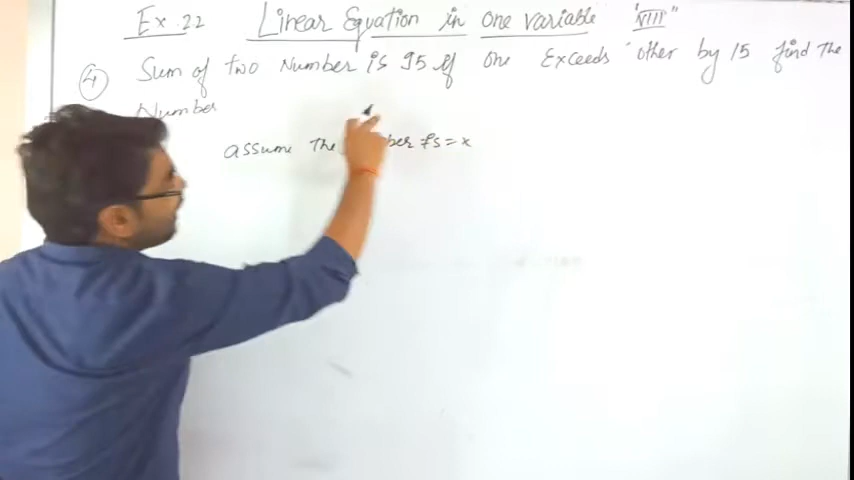 Ex 22 Linear Equation in one variable "VIII"
4 Sum of two Number is 95 if one Exceeds other by 15 find the
Number
assume The ber is = x